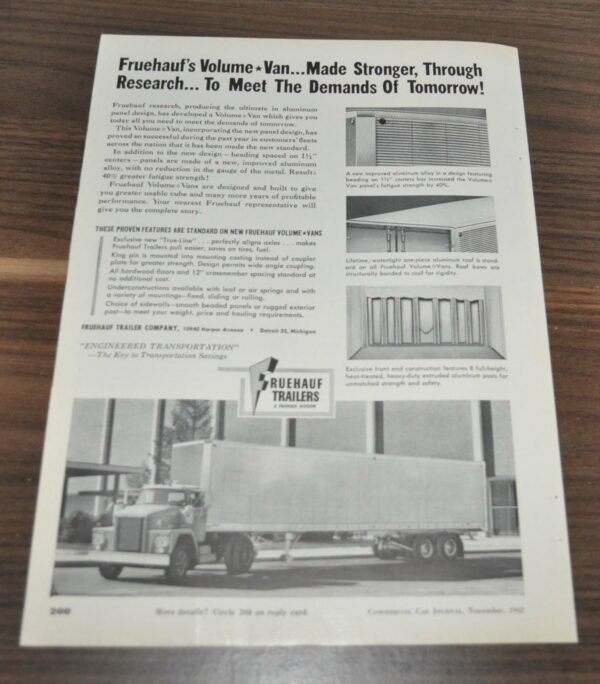 Fruehauf's Volume★Van...Made Stronger, Through
Research... To Meet The Demands Of Tomorrow!
Fruehauf research, producing the ultimate in aluminum
panel design, has developed a Volume★Van which gives you
today all you need to meet the demands of tomorrow.
This Volume★Van, incorporating the new panel design, has
proved so successful during the past year in customers' fleets
across the nation that it has been made the new standard.
In addition to the new design – beading spaced on 1½"
centers – panels are made of a new, improved aluminum
alloy, with no reduction in the gauge of the metal. Result:
40% greater fatigue strength!
Fruehauf Volume★Vans are designed and built to give
you greater usable cube and many more years of profitable
performance. Your nearest Fruehauf representative will
give you the complete story.
THESE PROVEN FEATURES ARE STANDARD ON NEW FRUEHAUF VOLUME★VANS
Exclusive new "True-Line" . . . perfectly aligns axles . . . makes
Fruehauf Trailers pull easier, saves on tires, fuel.
King pin is mounted into mounting casting instead of coupler
plate for greater strength. Design permits wide angle coupling.
All hardwood floors and 12" crossmember spacing standard at
no additional cost.
Underconstructions available with leaf or air springs and with
a variety of mountings—fixed, sliding or rolling.
Choice of sidewalls—smooth beaded panels or rugged exterior
post—to meet your weight, price and hauling requirements.
FRUEHAUF TRAILER COMPANY, 10940 Harper Avenue • Detroit 32, Michigan
"ENGINEERED TRANSPORTATION"
—The Key to Transportation Savings
A new improved aluminum alloy in a design featuring
beading on 1½" centers has increased the Volume★
Van panel's fatigue strength by 40%.
Lifetime, watertight one-piece aluminum roof is stand-
ard on all Fruehauf Volume★Vans. Roof bows are
structurally bonded to roof for rigidity.
Exclusive front end construction features 8 full-height,
heat-treated, heavy-duty extruded aluminum posts for
unmatched strength and safety.
FRUEHAUF
TRAILERS
A FRUEHAUF DIVISION
200
More details? Circle 260 on reply card
Commercial Car Journal, November, 1962